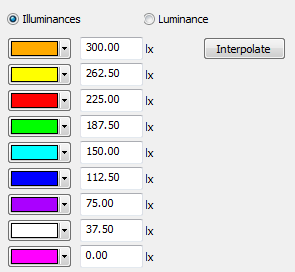 Illuminances Luminance
300.00 lx Interpolate
262.50 lx
225.00 lx
187.50 lx
150.00 lx
112.50 lx
75.00 lx
37.50 lx
0.00 lx